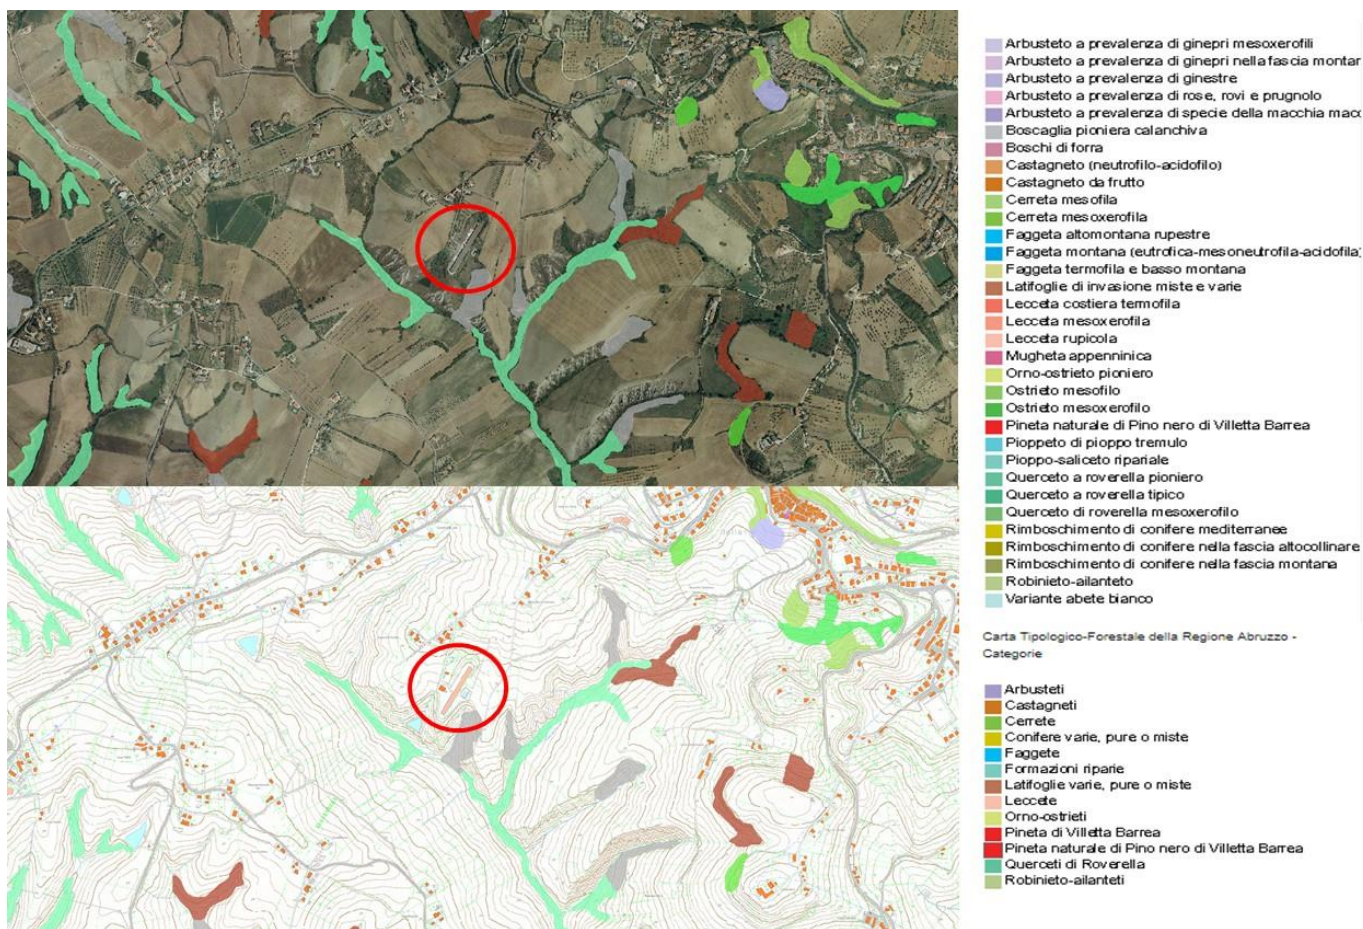 Arbusteto a prevalenza di ginepri mesoxerofili
Arbusteto a prevalenza di ginepri nella fascia montar
Arbusteto a prevalenza di ginestre
Arbusteto a prevalenza di rose, rovi e prugnolo
Arbusteto a prevalenza di specie della macchia macc
Boscaglia pioniera calanchiva
Boschi di forra
Castagneto (neutrofilo-acidofilo)
Castagneto da frutto
Cerreta mesofila
Cerreta mesoxerofila
Faggeta altomontana rupestre
Faggeta montana (eutrofica-mesoneutrofila-acidofila)
Faggeta termofila e basso montana
Latifoglie di invasione miste e varie
Lecceta costiera termofila
Lecceta mesoxerofila
Lecceta rupicola
Mugheta appenninica
Orno-ostrieto pioniero
Ostrieto mesofilo
Ostrieto mesoxerofilo
Pineta naturale di Pino nero di Villetta Barrea
Pioppeto di pioppo tremulo
Pioppo-saliceto ripariale
Querceto a roverella pioniero
Querceto a roverella tipico
Querceto di roverella mesoxerofilo
Rimboschimento di conifere mediterranee
Rimboschimento di conifere nella fascia altocollinare
Rimboschimento di conifere nella fascia montana
Robinieto-ailanteto
Variante abete bianco
Carta Tipologico-Forestale della Regione Abruzzo -
Categorie
Arbusteti
Castagneti
Cerrete
Conifere varie, pure o miste
Faggete
Formazioni riparie
Latifoglie varie, pure o miste
Leccete
Orno-ostrieti
Pineta di Villetta Barrea
Pineta naturale di Pino nero di Villetta Barrea
Querceti di Roverella
Robinieto-ailanteti